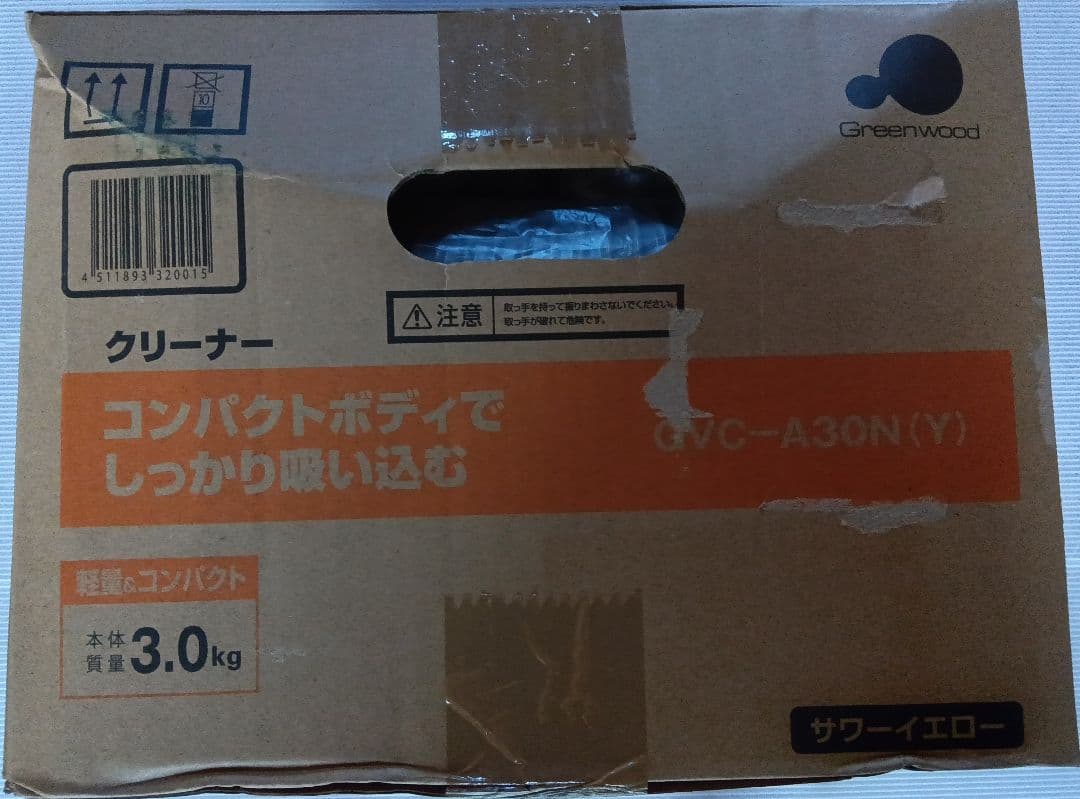 10
Greenwood
4 511893 320015
注意
取っ手を持って振りまわさないでください。
取っ手が破れて危険です。
クリーナー
コンパクトボディで
しっかり吸い込む
GVC-A30N(Y)
軽量&コンパクト
本体
質量 3.0kg
サワーイエロー